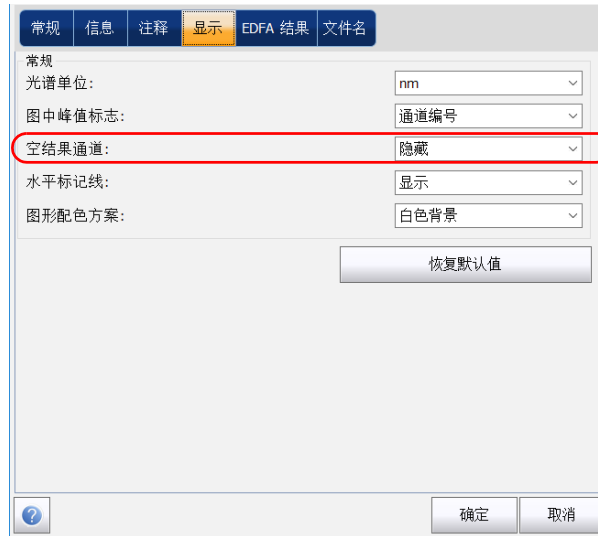 常规 信息 注释 显示 EDFA 结果 文件名
常规
光谱单位: nm
图中峰值标志: 通道编号
空结果通道: 隐藏
水平标记线: 显示
图形配色方案: 白色背景
恢复默认值
? 确定 取消